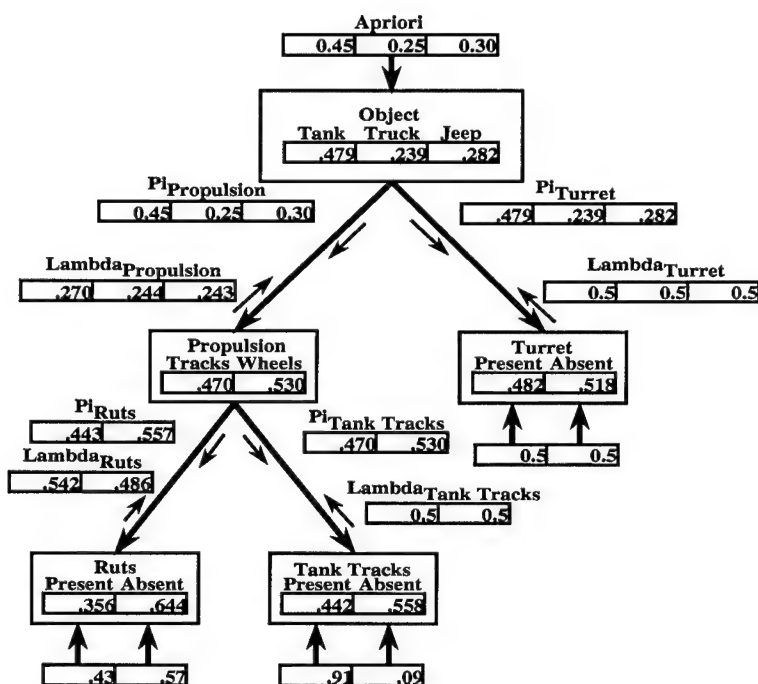 Apriori
0.45 0.25 0.30
Object
Tank Truck Jeep
.479 .239 .282
PiPropulsion
0.45 0.25 0.30
PiTurret
.479 .239 .282
LambdaPropulsion
.270 .244 .243
LambdaTurret
0.5 0.5 0.5
Propulsion
Tracks Wheels
.470 .530
Turret
Present Absent
.482 .518
0.5 0.5
PiRuts
.443 .557
PiTank Tracks
.470 .530
LambdaRuts
.542 .486
LambdaTank Tracks
0.5 0.5
Ruts
Present Absent
.356 .644
Tank Tracks
Present Absent
.442 .558
.43 .57
.91 .09